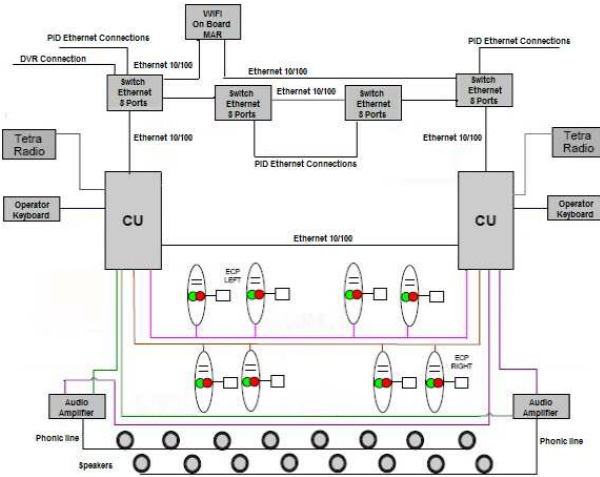 WIFI
On Board
MAR
PID Ethernet Connections
PID Ethernet Connections
DVR Connection
Ethernet 10/100
Ethernet 10/100
Switch
Ethernet
8 Ports
Switch
Ethernet
8 Ports
Ethernet 10/100
Switch
Ethernet
8 Ports
Switch
Ethernet
8 Ports
Ethernet 10/100
Ethernet 10/100
PID Ethernet Connections
Tetra
Radio
Tetra
Radio
Operator
Keyboard
CU
CU
Operator
Keyboard
Ethernet 10/100
ECP
LEFT
ECP
RIGHT
Audio
Amplifier
Audio
Amplifier
Phonic line
Phonic line
Speakers